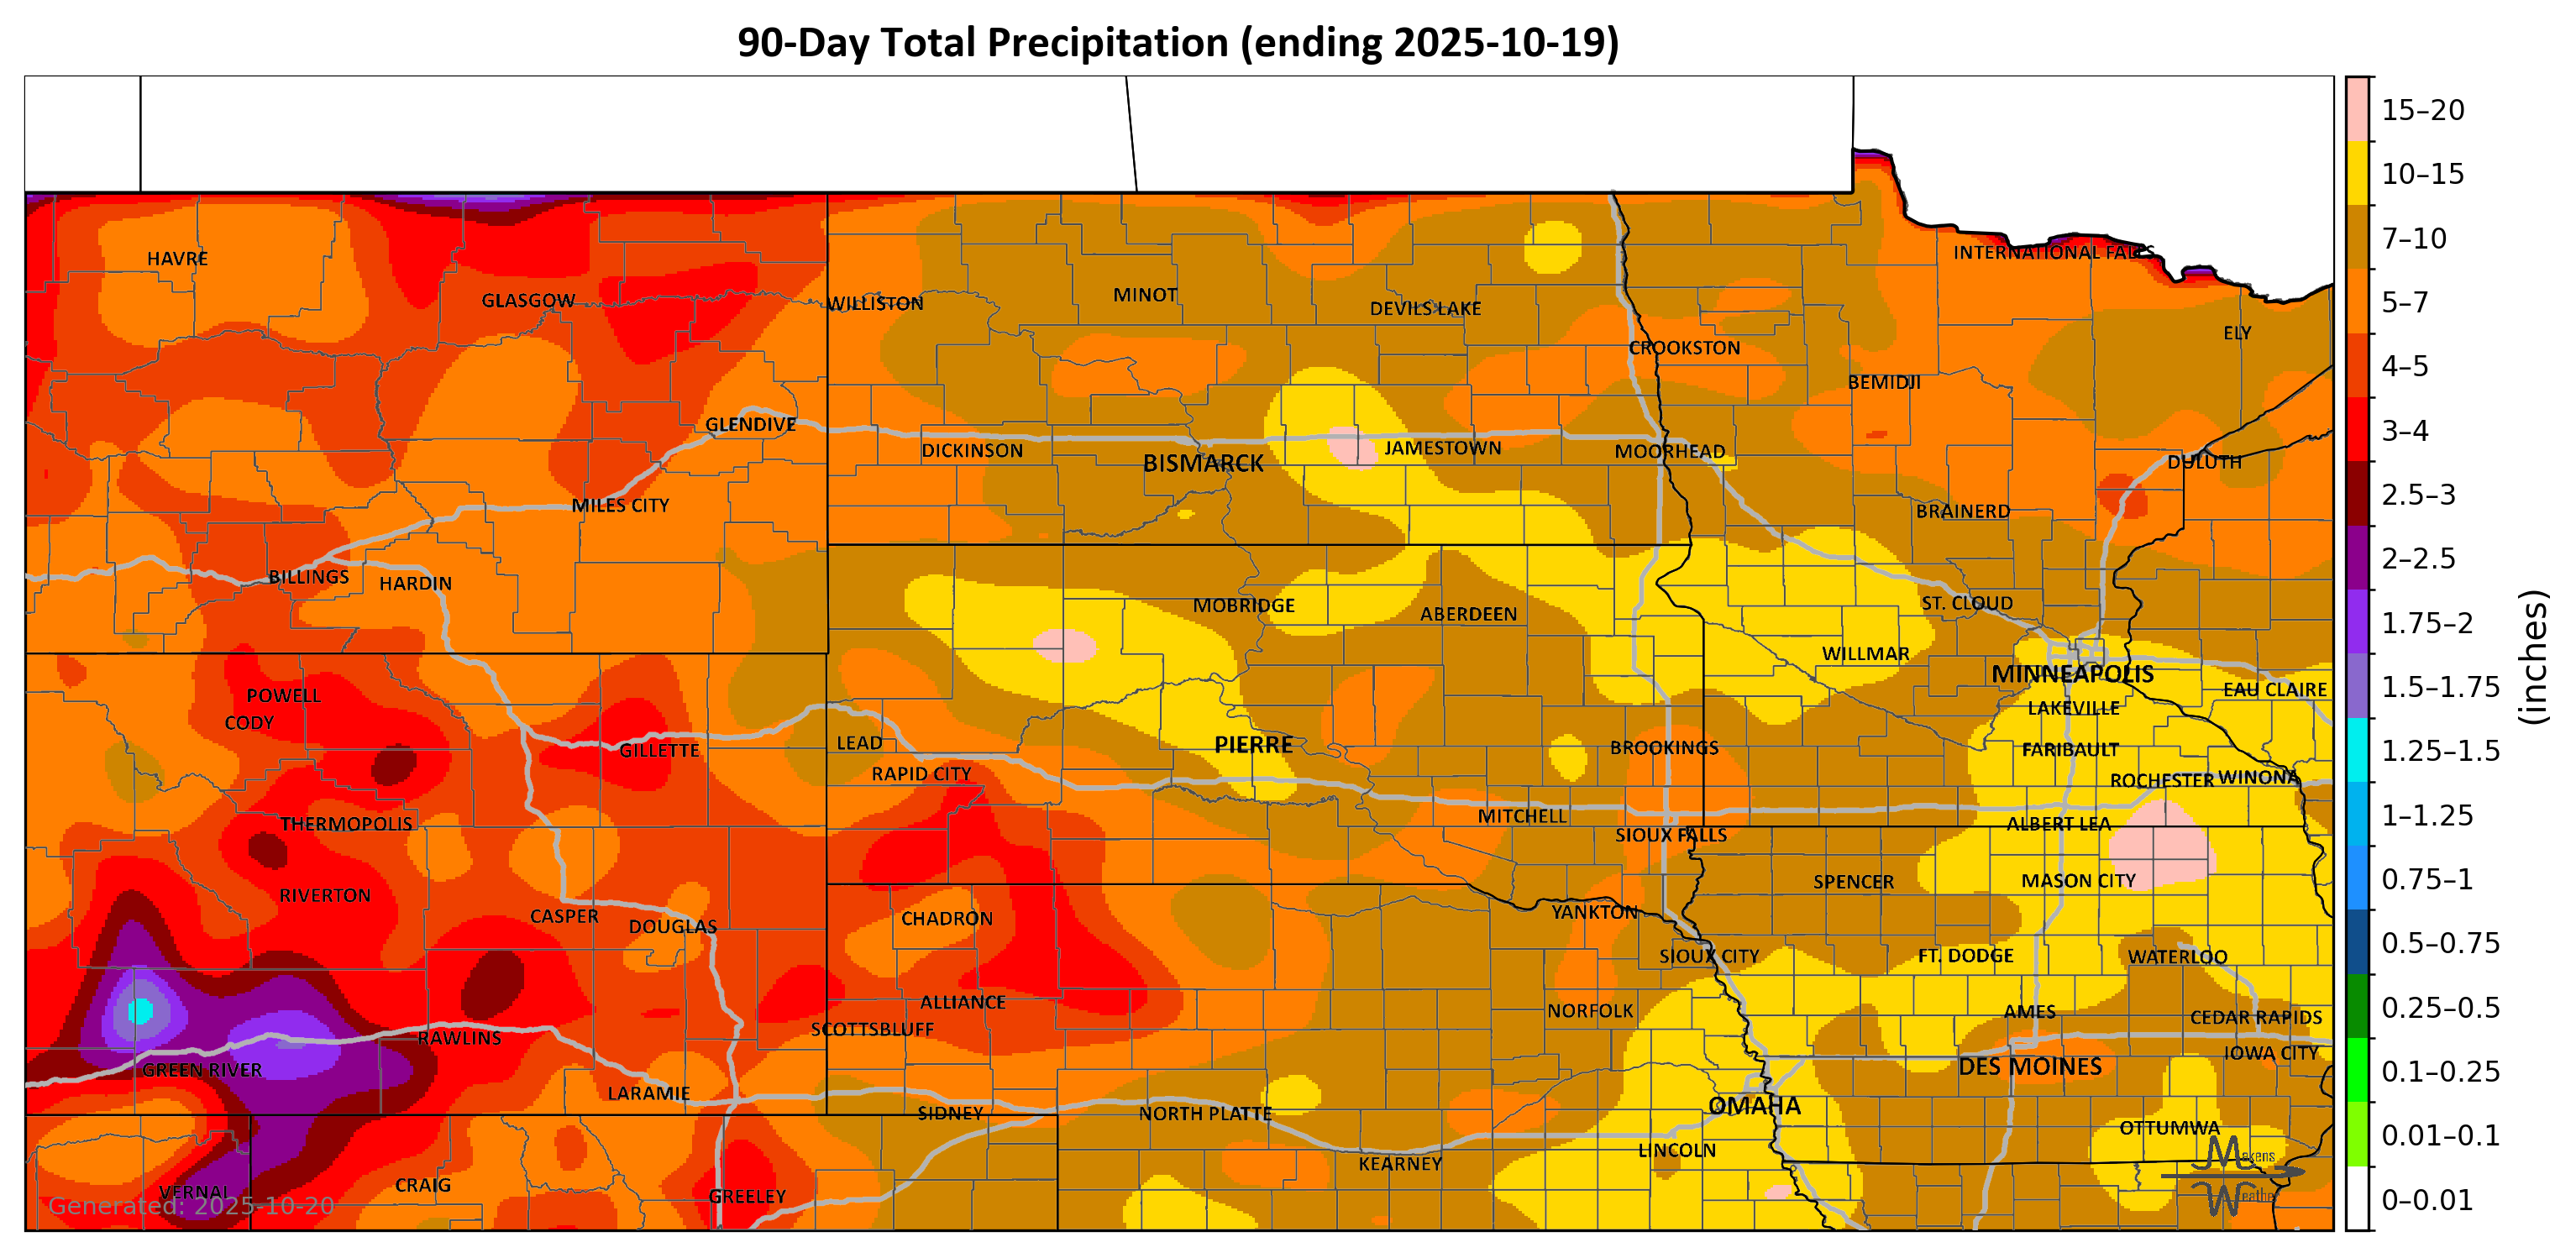 90-Day Total Precipitation (ending 2025-10-19)
15–20
10–15
7–10
5–7
4–5
3–4
2.5–3
2–2.5
1.75–2
1.5–1.75
1.25–1.5
1–1.25
0.75–1
0.5–0.75
0.25–0.5
0.1–0.25
0.01–0.1
0–0.01
(inches)
INTERNATIONAL FALLS
HAVRE
GLASGOW
WILLISTON
MINOT
DEVILS LAKE
ELY
CROOKSTON
BEMIDJI
GLENDIVE
DICKINSON
BISMARCK
JAMESTOWN
MOORHEAD
DULUTH
MILES CITY
BRAINERD
BILLINGS
HARDIN
MOBRIDGE
ABERDEEN
ST. CLOUD
WILLMAR
MINNEAPOLIS
EAU CLAIRE
POWELL
CODY
LAKEVILLE
GILLETTE
LEAD
PIERRE
BROOKINGS
FARIBAULT
RAPID CITY
ROCHESTER
WINONA
THERMOPOLIS
MITCHELL
SIOUX FALLS
ALBERT LEA
RIVERTON
SPENCER
MASON CITY
CASPER
DOUGLAS
CHADRON
YANKTON
SIOUX CITY
FT. DODGE
WATERLOO
ALLIANCE
NORFOLK
AMES
CEDAR RAPIDS
SCOTTSBLUFF
RAWLINS
IOWA CITY
GREEN RIVER
DES MOINES
LARAMIE
SIDNEY
NORTH PLATTE
OMAHA
OTTUMWA
LINCOLN
KEARNEY
VERNAL
CRAIG
GREELEY
Generated: 2025-10-20
Makens
Weather